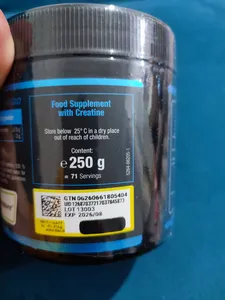 Food Supplement
with Creatine
Store below 25° C in a dry place
out of reach of children.
Content:
e 250 g
= 71 Servings
GTN:06260661805404
LOT 13003
EXP 2026/08